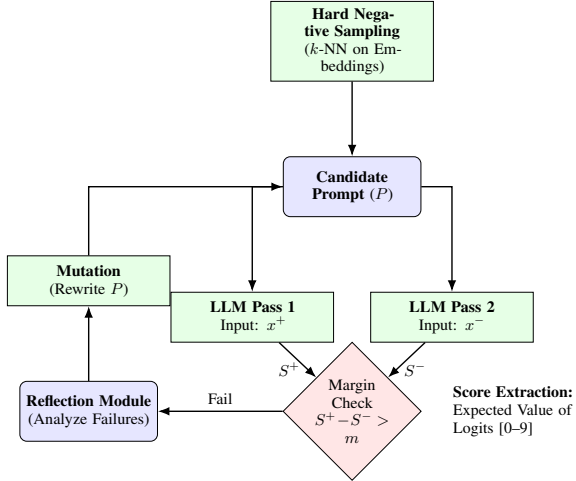 Hard Nega-
tive Sampling
(k-NN on Em-
beddings)
Candidate
Prompt (P)
Mutation
(Rewrite P)
LLM Pass 1
Input: x⁺
LLM Pass 2
Input: x⁻
S⁺
S⁻
Margin
Check
S⁺−S⁻ >
m
Score Extraction:
Expected Value of
Logits [0–9]
Fail
Reflection Module
(Analyze Failures)